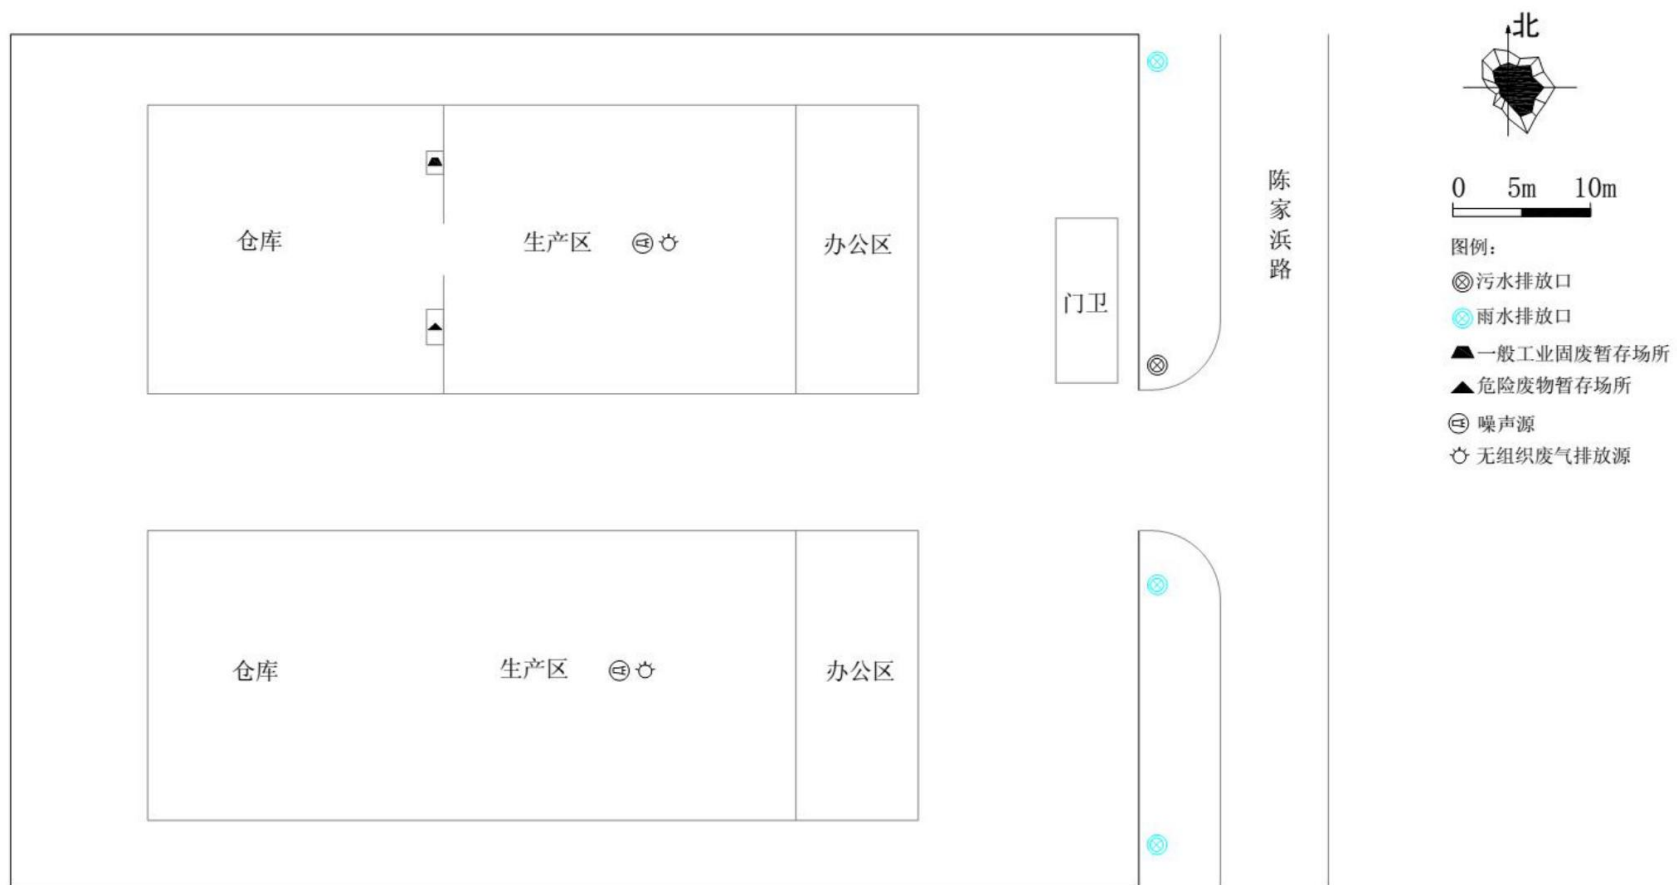 北
陈家浜路
0 5m 10m
仓库
生产区
办公区
门卫
图例：
污水排放口
雨水排放口
一般工业固废暂存场所
危险废物暂存场所
噪声源
无组织废气排放源
仓库
生产区
办公区